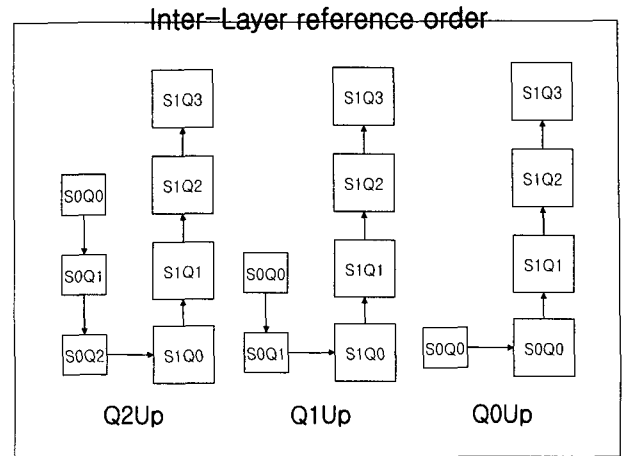 Inter-Layer reference order
S1Q3
S1Q2
S0Q0
S0Q1
S1Q1
S0Q2
S1Q0
Q2Up
S1Q3
S1Q2
S0Q0
S1Q1
S0Q1
S1Q0
Q1Up
S1Q3
S1Q2
S1Q1
S0Q0
S0Q0
Q0Up